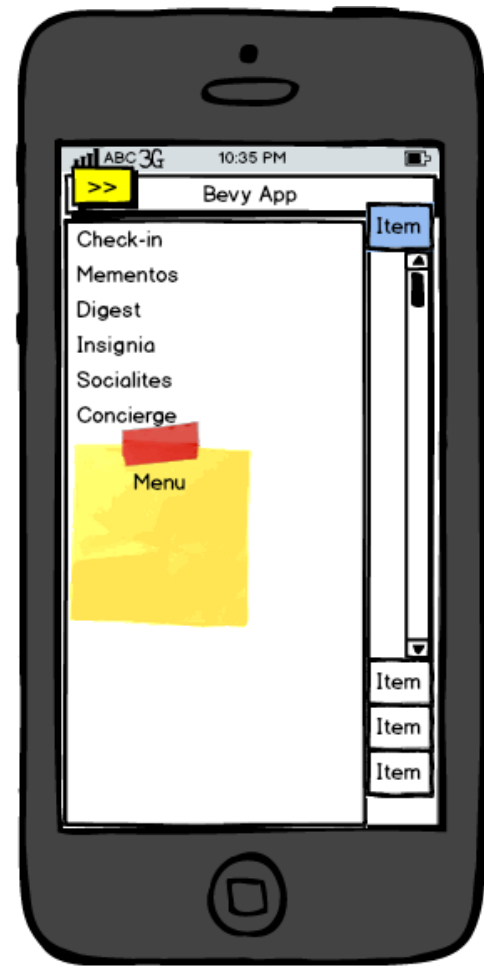 ABC 3G 10:35 PM
>> Bevy App
Item
Check-in
Mementos
Digest
Insignia
Socialites
Concierge
Menu
Item
Item
Item